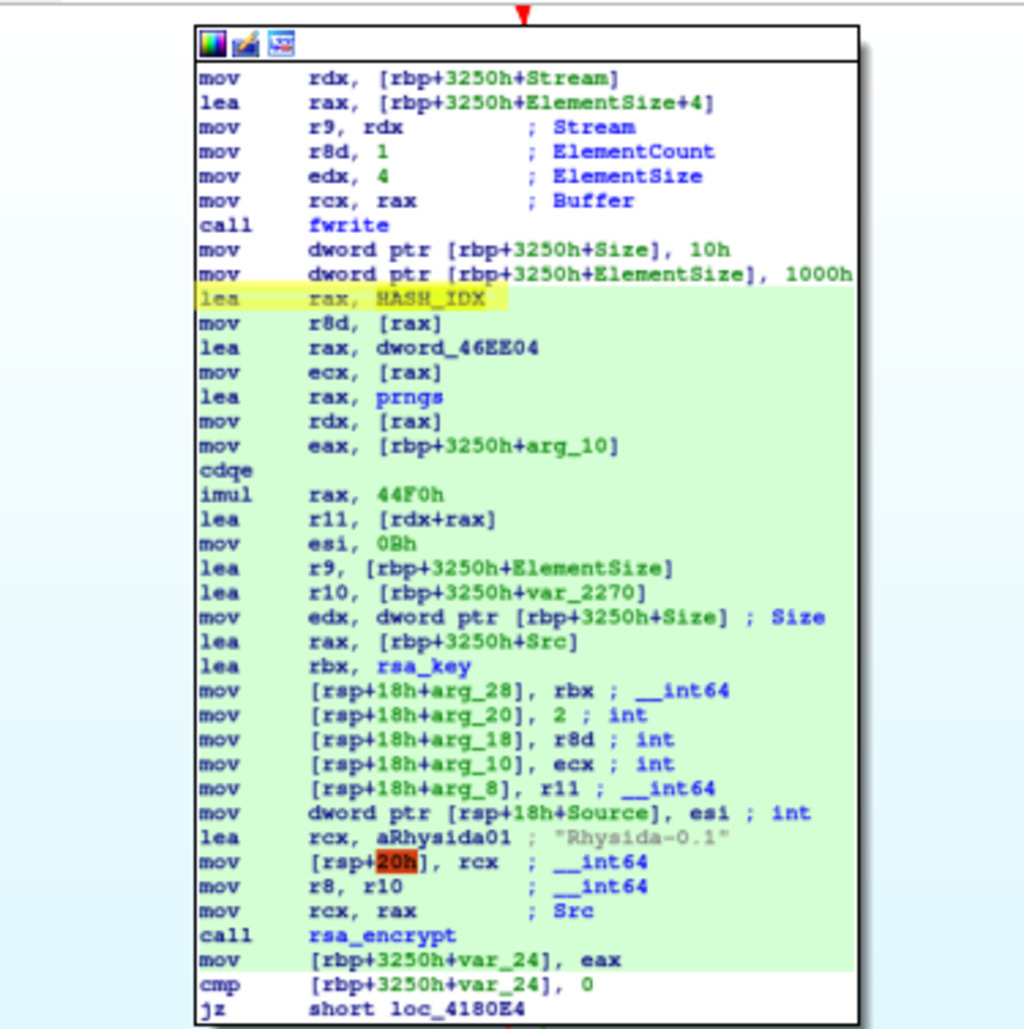 mov rdx, [rbp+3250h+Stream]
lea rax, [rbp+3250h+ElementSize+4]
mov r9, rdx ; Stream
mov r8d, 1 ; ElementCount
mov edx, 4 ; ElementSize
mov rcx, rax ; Buffer
call fwrite
mov dword ptr [rbp+3250h+Size], 10h
mov dword ptr [rbp+3250h+ElementSize], 1000h
lea rax, HASH_IDX
mov r8d, [rax]
lea rax, dword_46EE04
mov ecx, [rax]
lea rax, prngs
mov rdx, [rax]
mov eax, [rbp+3250h+arg_10]
cdqe
imul rax, 44F0h
lea r11, [rdx+rax]
mov esi, 0Bh
lea r9, [rbp+3250h+ElementSize]
lea r10, [rbp+3250h+var_2270]
mov edx, dword ptr [rbp+3250h+Size] ; Size
lea rax, [rbp+3250h+Src]
lea rbx, rsa_key
mov [rsp+18h+arg_28], rbx ; __int64
mov [rsp+18h+arg_20], 2 ; int
mov [rsp+18h+arg_18], r8d ; int
mov [rsp+18h+arg_10], ecx ; int
mov [rsp+18h+arg_8], r11 ; __int64
mov dword ptr [rsp+18h+Source], esi ; int
lea rcx, aRhysida01 ; "Rhysida-0.1"
mov [rsp+20h], rcx ; __int64
mov r8, r10 ; __int64
mov rcx, rax ; Src
call rsa_encrypt
mov [rbp+3250h+var_24], eax
cmp [rbp+3250h+var_24], 0
jz short loc_4180E4